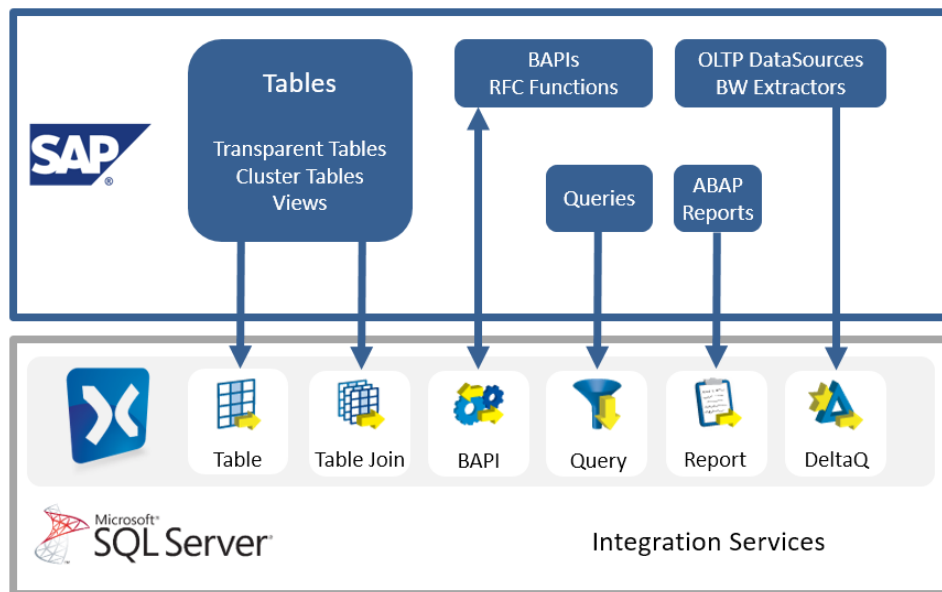 SAP
®
Tables
Transparent Tables
Cluster Tables
Views
BAPIs
RFC Functions
OLTP DataSources
BW Extractors
Queries
ABAP
Reports
Table
Table Join
BAPI
Query
Report
DeltaQ
Microsoft®
SQL Server®
Integration Services